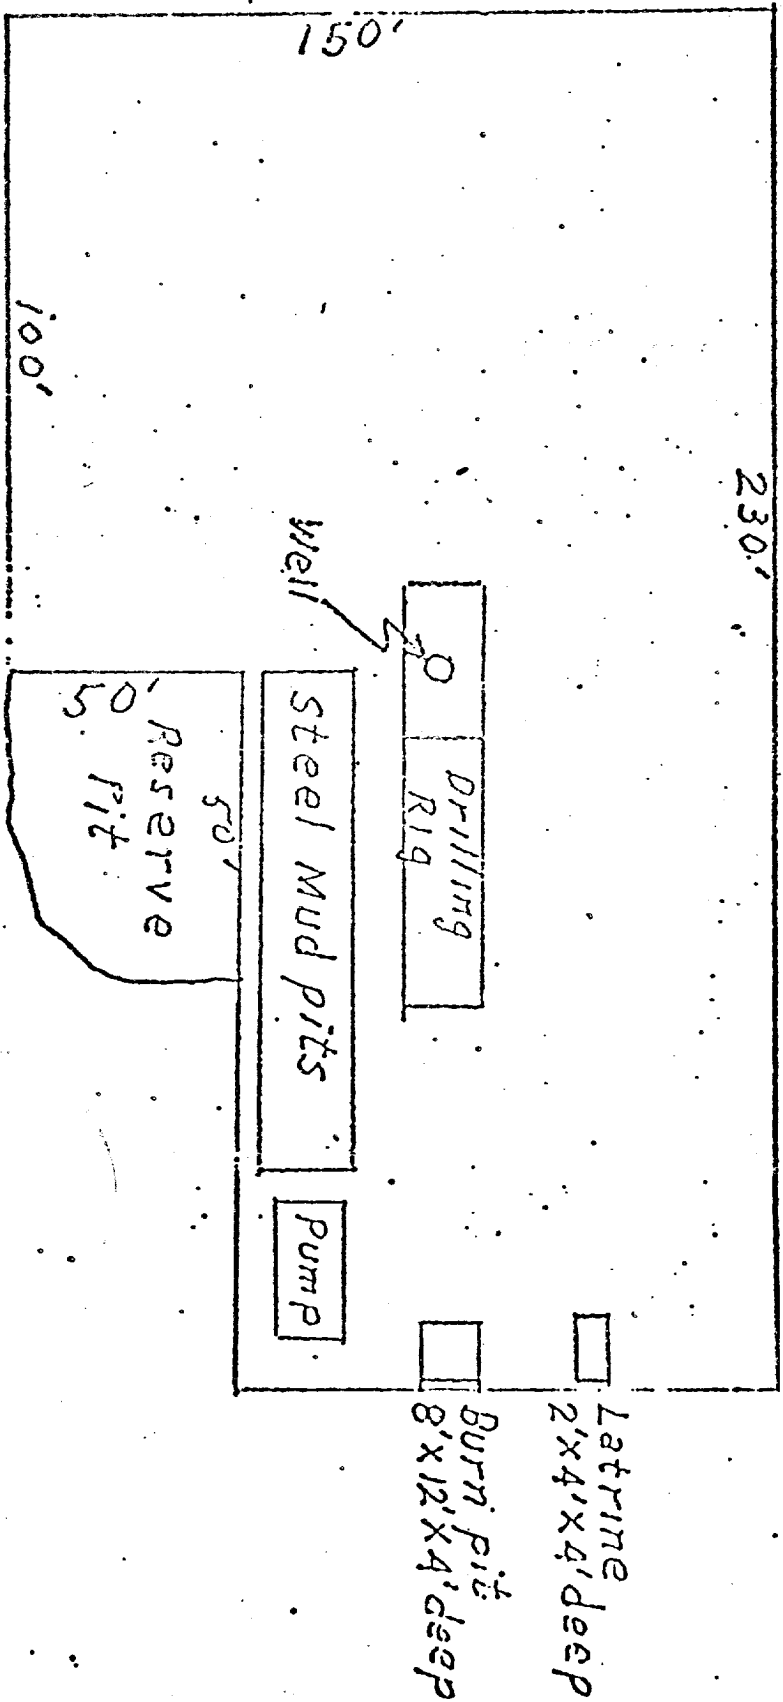 150'
230'
100'
Well
Drilling
Rig
Steel Mud pits
50'
50'
Reserve
Pit
Pump
Latrine
2'x4'x4' deep
Burn pit
8'x12'x4' deep